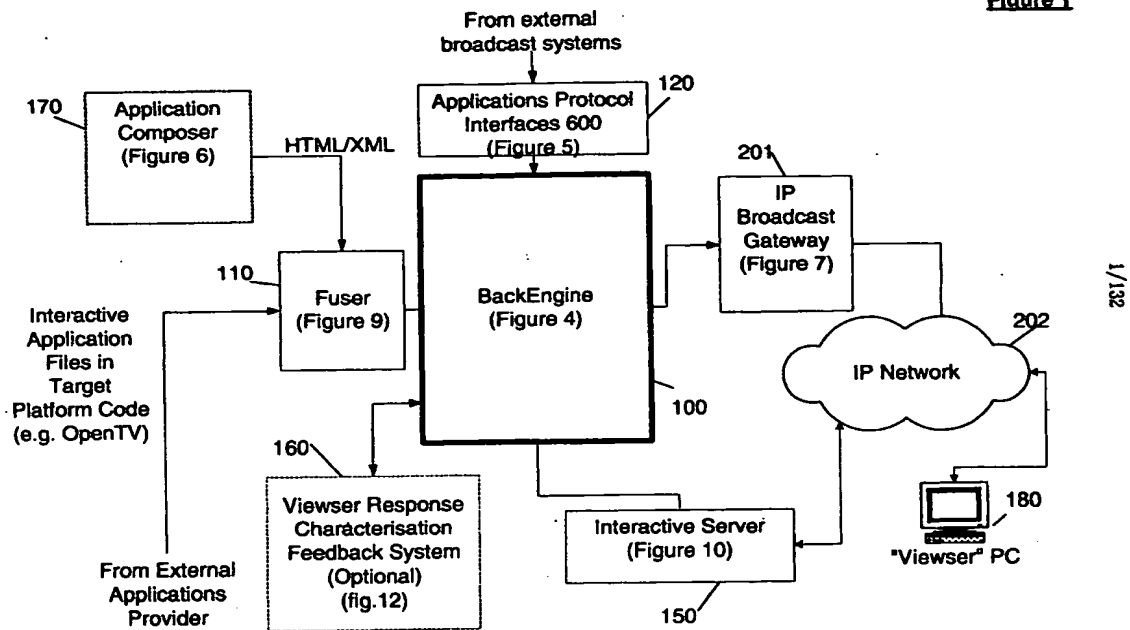 Figure 1
From external
broadcast systems
120
170
Application
Composer
(Figure 6)
HTML/XML
Applications Protocol
Interfaces 600
(Figure 5)
201
IP
Broadcast
Gateway
(Figure 7)
110
Fuser
(Figure 9)
BackEngine
(Figure 4)
100
1/132
Interactive
Application
Files in
Target
Platform Code
(e.g. OpenTV)
202
IP Network
160
Viewser Response
Characterisation
Feedback System
(Optional)
(fig.12)
Interactive Server
(Figure 10)
150
180
"Viewser" PC
From External
Applications
Provider